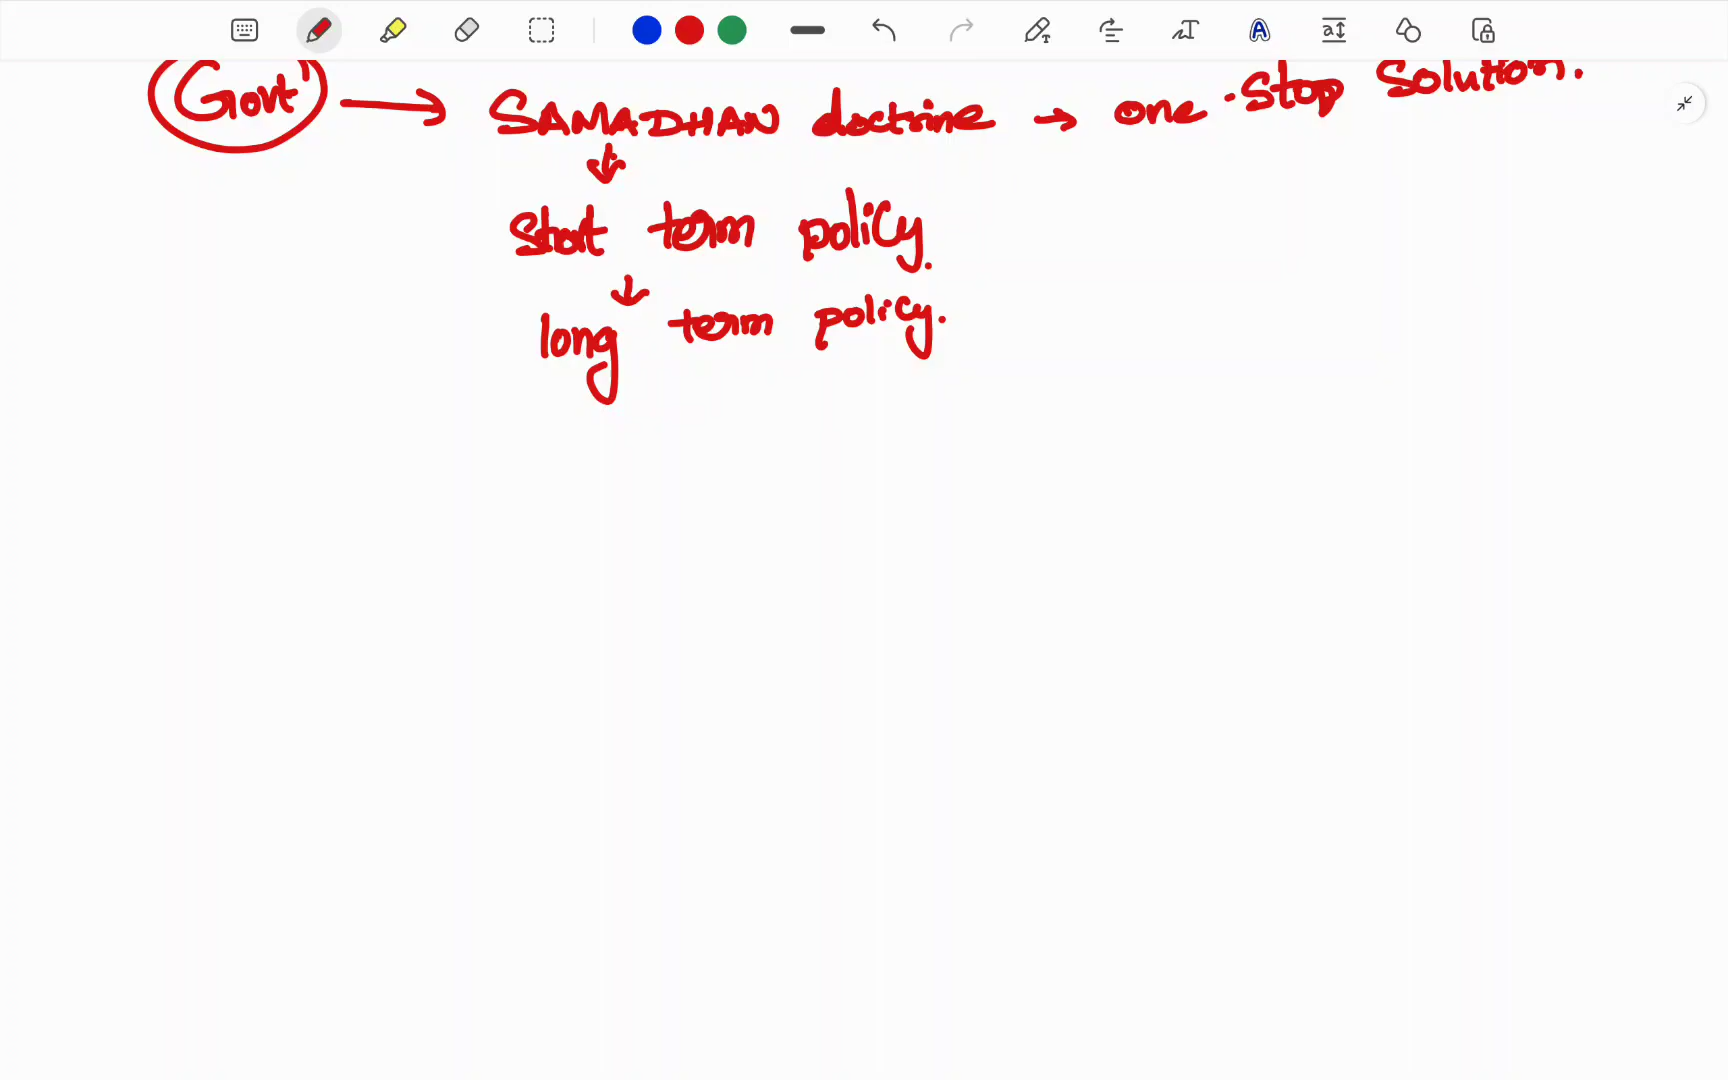 Govt → SAMADHAN doctrine → one stop solution.
↓
Short term policy.
↓
long term policy.